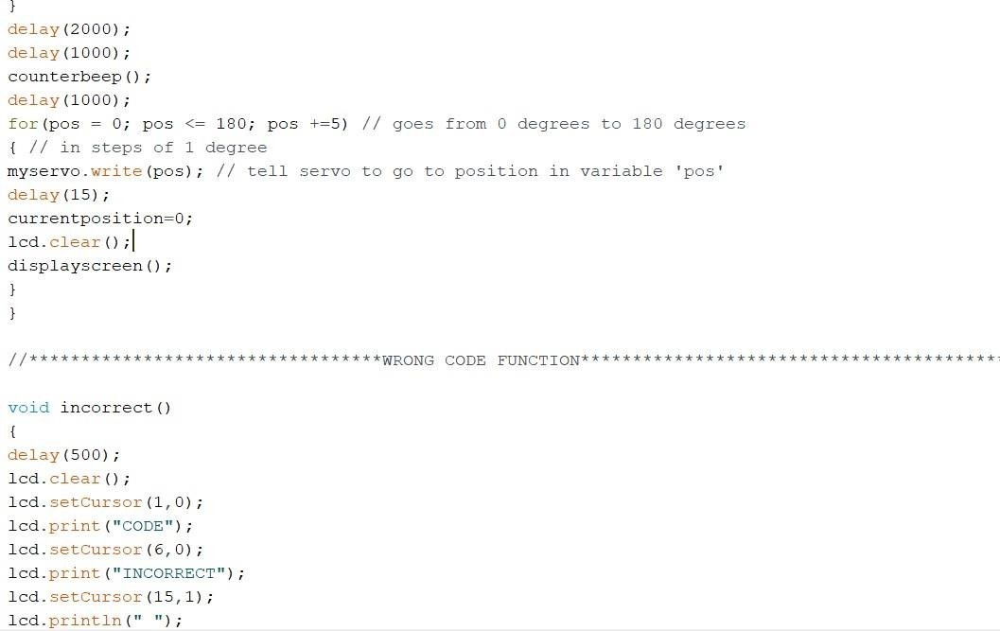 }
delay(2000);
delay(1000);
counterbeep();
delay(1000);
for(pos = 0; pos <= 180; pos +=5) // goes from 0 degrees to 180 degrees
{ // in steps of 1 degree
myservo.write(pos); // tell servo to go to position in variable 'pos'
delay(15);
currentposition=0;
lcd.clear();
displayscreen();
}
}
//**********************************WRONG CODE FUNCTION*****************************************
void incorrect()
{
delay(500);
lcd.clear();
lcd.setCursor(1,0);
lcd.print("CODE");
lcd.setCursor(6,0);
lcd.print("INCORRECT");
lcd.setCursor(15,1);
lcd.println(" ");